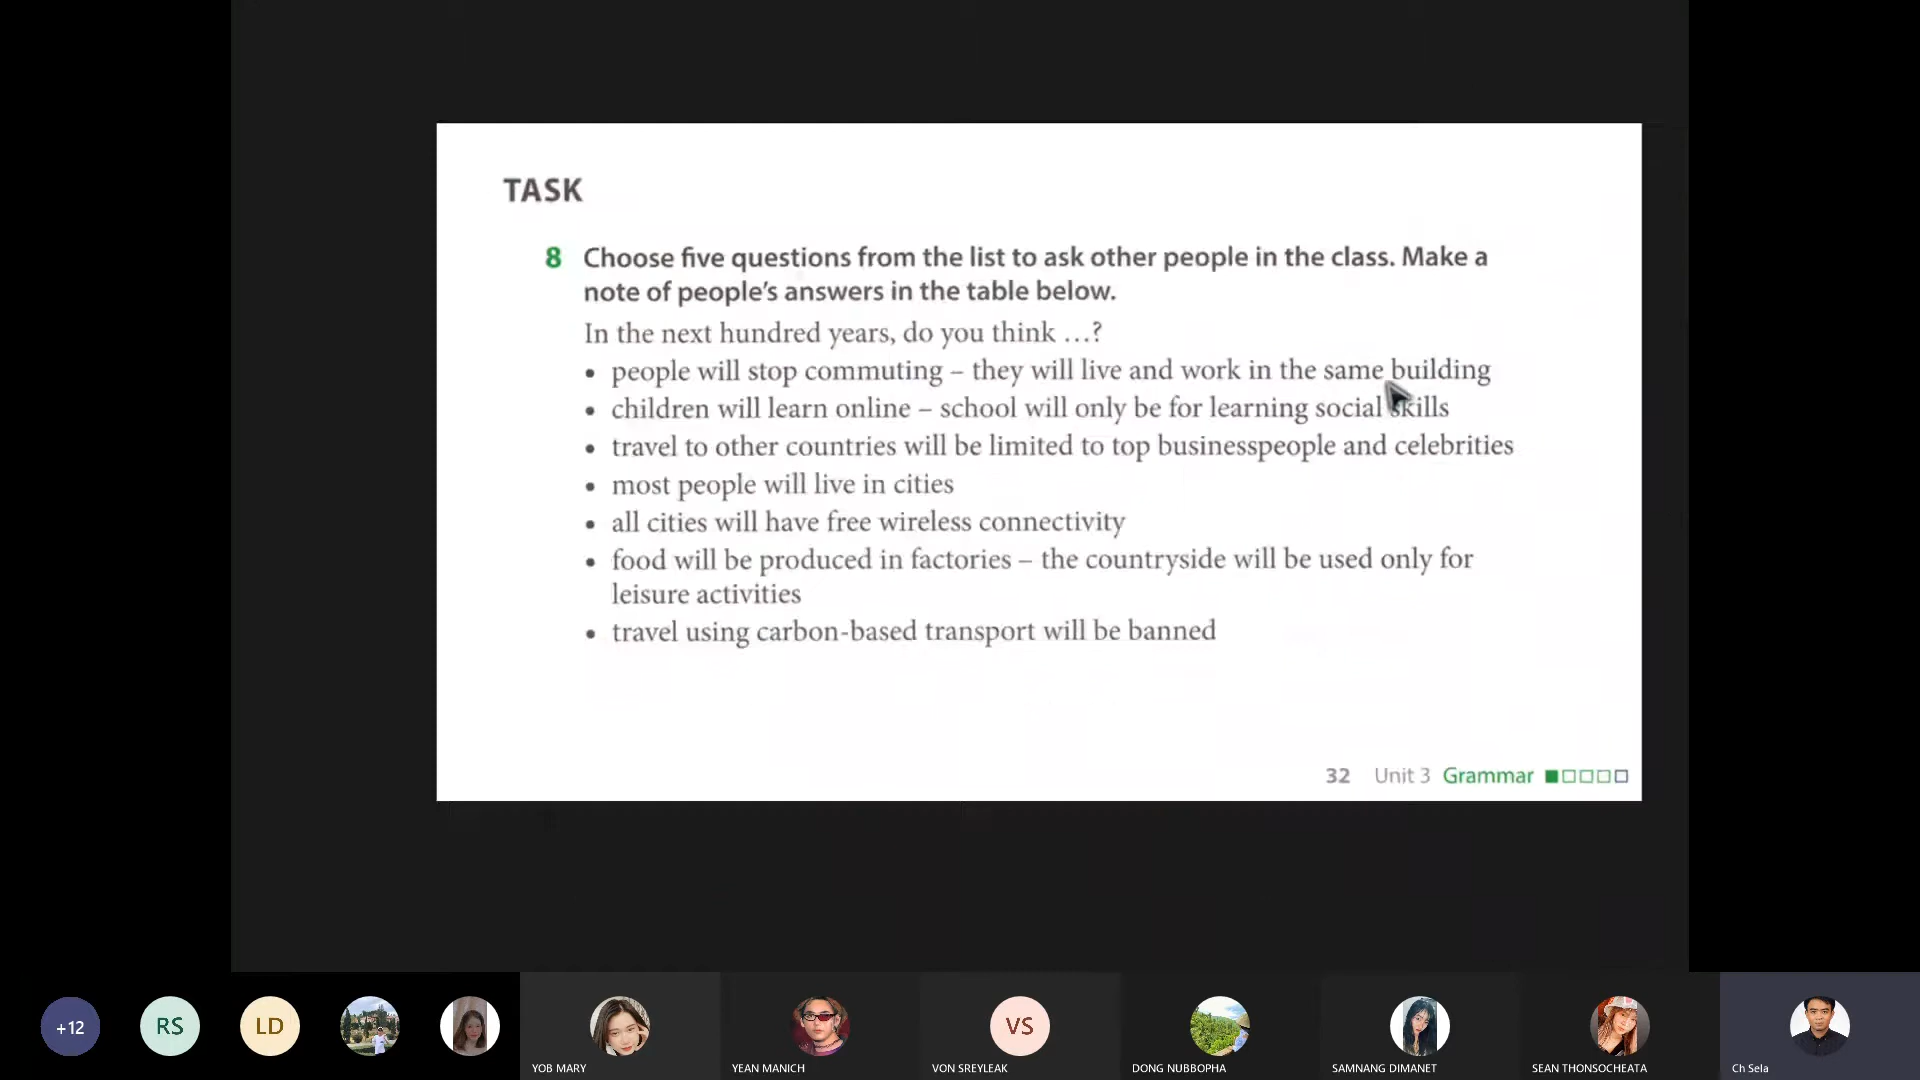 TASK
8 Choose five questions from the list to ask other people in the class. Make a
note of people's answers in the table below.
In the next hundred years, do you think …?
• people will stop commuting – they will live and work in the same building
• children will learn online – school will only be for learning social skills
• travel to other countries will be limited to top businesspeople and celebrities
• most people will live in cities
• all cities will have free wireless connectivity
• food will be produced in factories – the countryside will be used only for
leisure activities
• travel using carbon-based transport will be banned
32 Unit 3 Grammar
+12 RS LD VS
YOB MARY YEAN MANICH VON SREYLEAK DONG NUBBOPHA SAMNANG DIMANET SEAN THONSOCHEATA Ch Sela